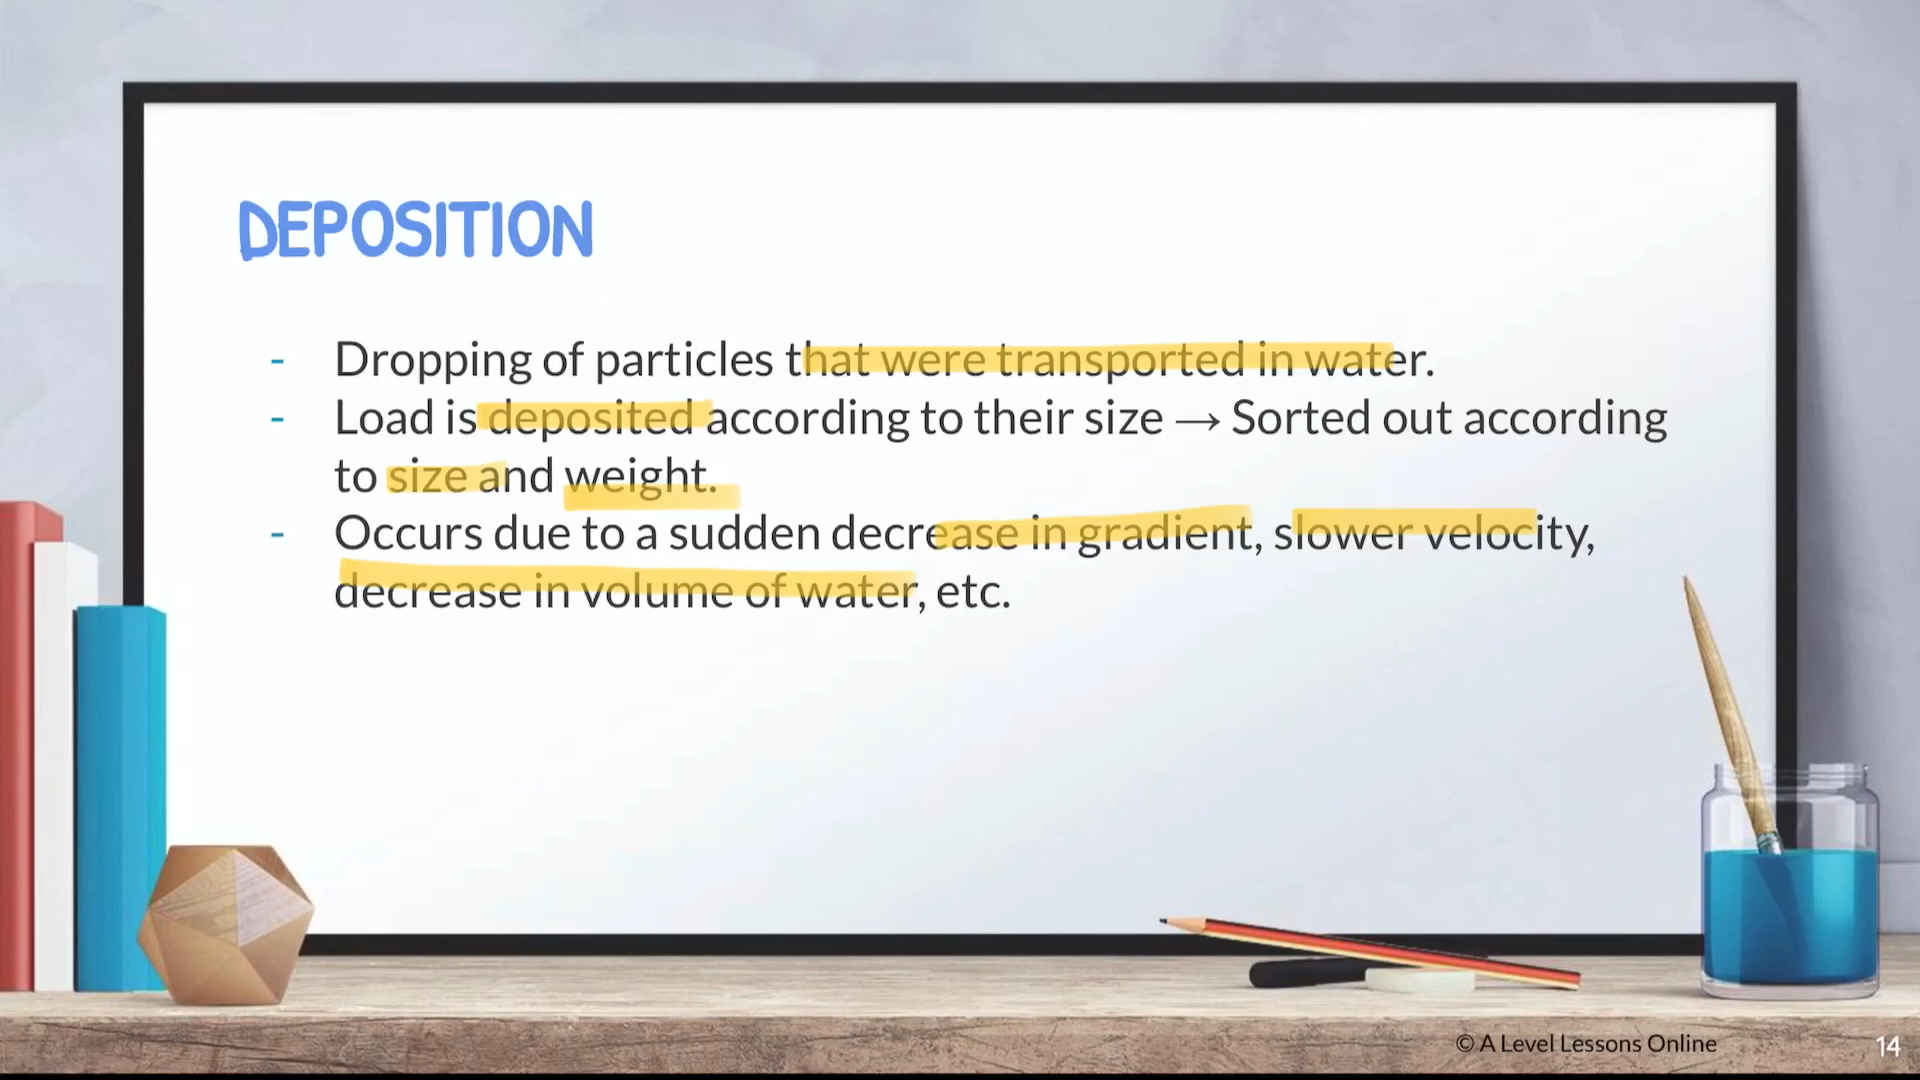 DEPOSITION
- Dropping of particles that were transported in water.
- Load is deposited according to their size → Sorted out according
to size and weight.
- Occurs due to a sudden decrease in gradient, slower velocity,
decrease in volume of water, etc.
© A Level Lessons Online
14